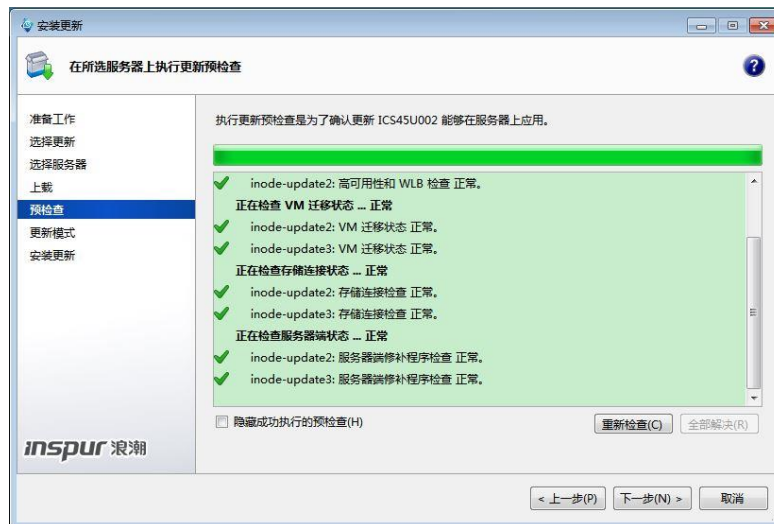 安装更新
在所选服务器上执行更新预检查
准备工作
选择更新
选择服务器
上载
预检查
更新模式
安装更新
执行更新预检查是为了确认更新 ICS45U002 能够在服务器上应用。
inode-update2: 高可用性和 WLB 检查 正常。
正在检查 VM 迁移状态 ... 正常
inode-update2: VM 迁移状态 正常。
inode-update3: VM 迁移状态 正常。
正在检查存储连接状态 ... 正常
inode-update2: 存储连接检查 正常。
inode-update3: 存储连接检查 正常。
正在检查服务器端状态 ... 正常
inode-update2: 服务器端修补程序检查 正常。
inode-update3: 服务器端修补程序检查 正常。
隐藏成功执行的预检查(H)
重新检查(C)
全部解决(R)
inspur 浪潮
< 上一步(P)
下一步(N) >
取消